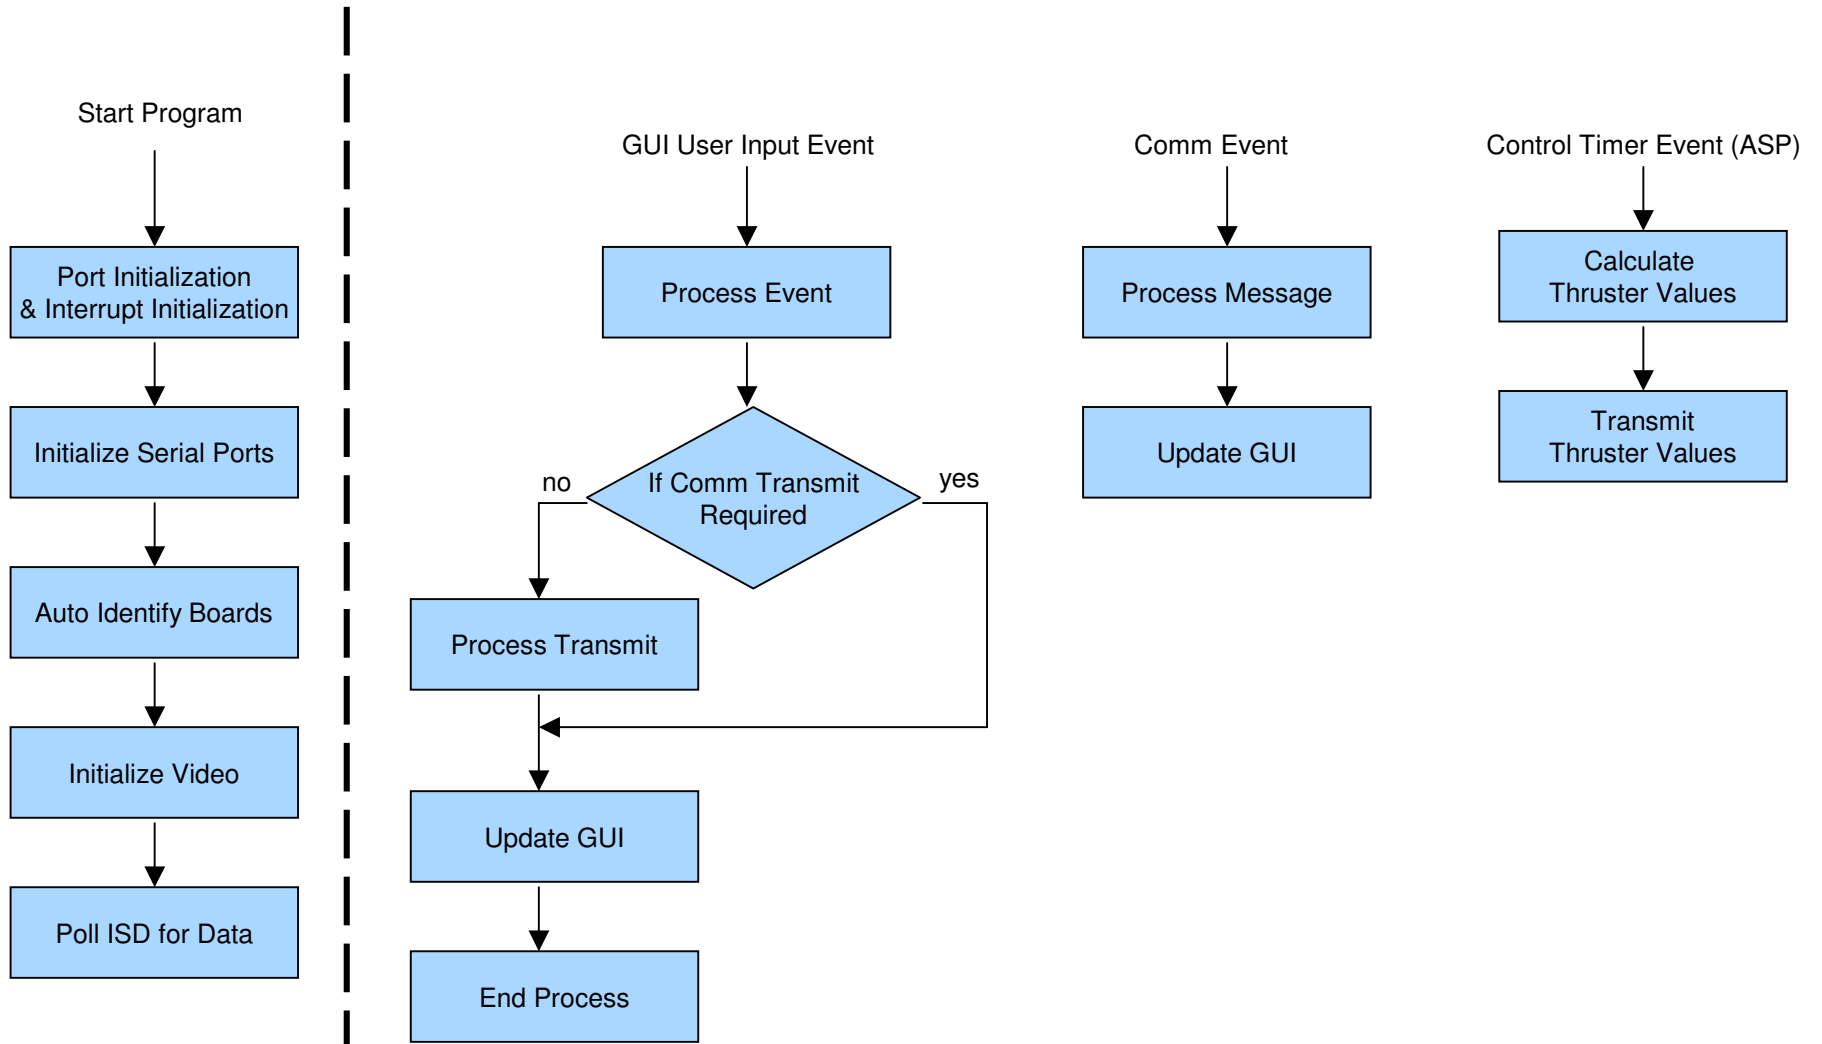 Start Program
Port Initialization
& Interrupt Initialization
Initialize Serial Ports
Auto Identify Boards
Initialize Video
Poll ISD for Data
GUI User Input Event
Process Event
If Comm Transmit
Required
no
yes
Process Transmit
Update GUI
End Process
Comm Event
Process Message
Update GUI
Control Timer Event (ASP)
Calculate
Thruster Values
Transmit
Thruster Values